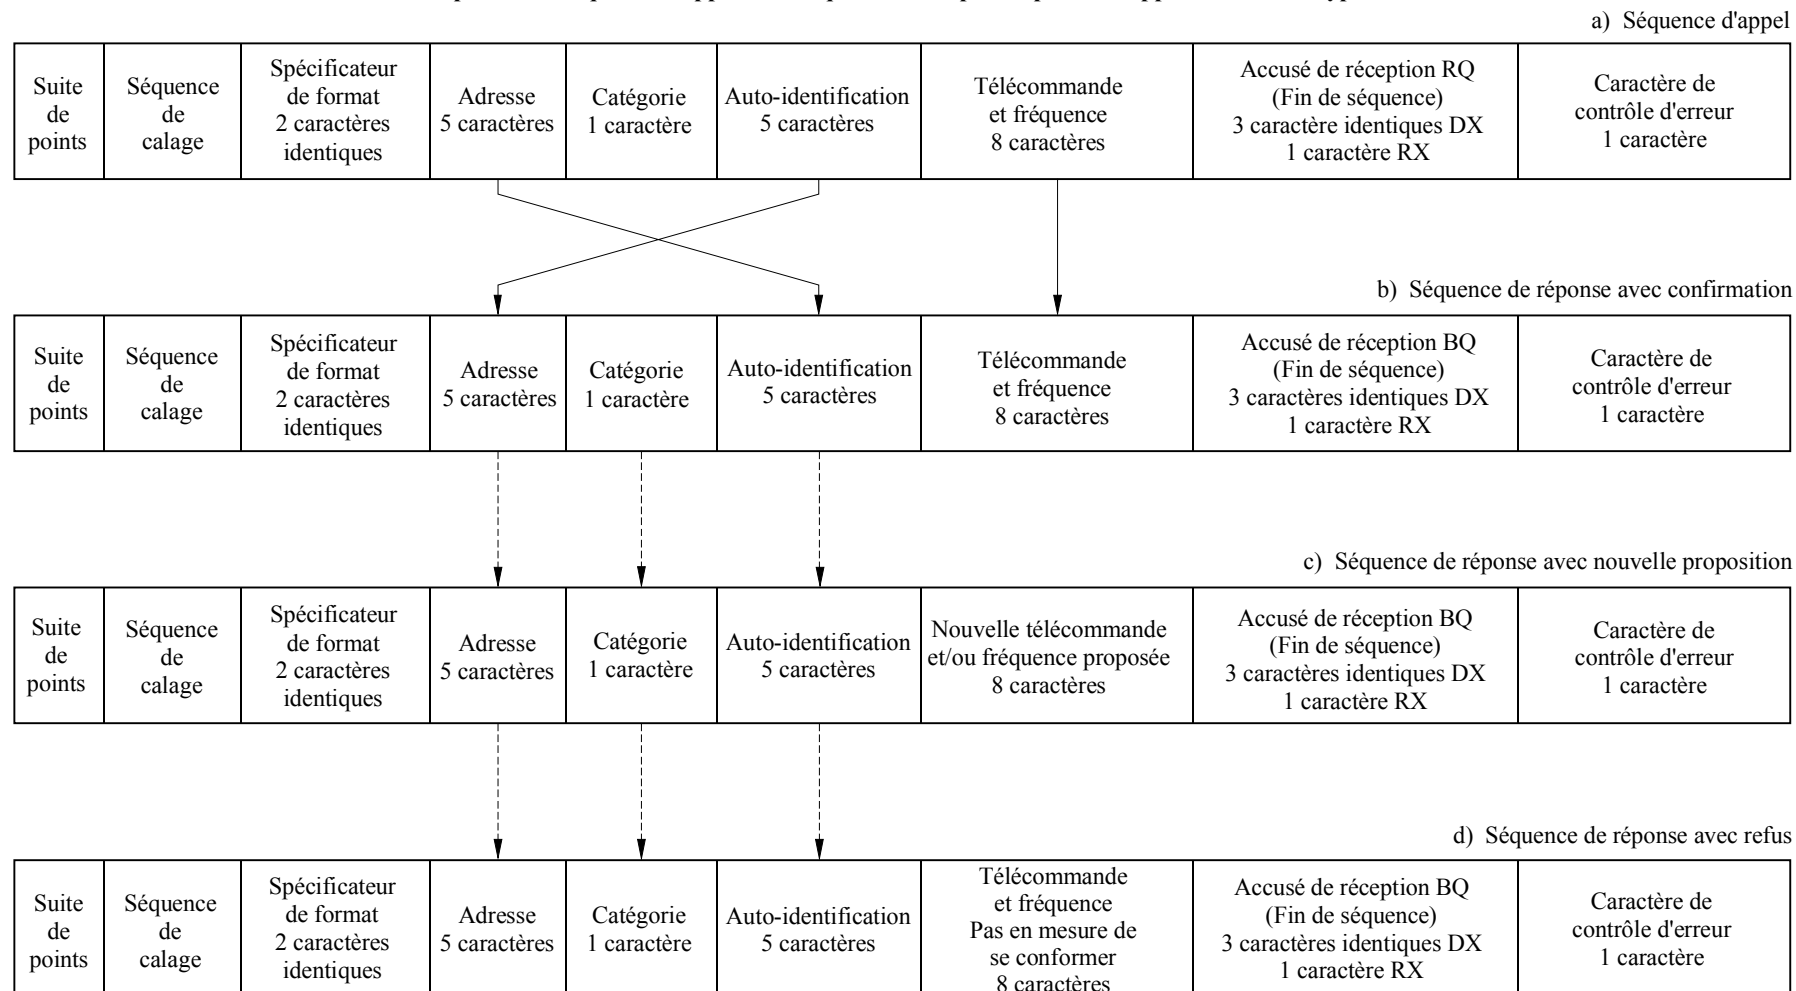 a) Séquence d'appel
Suite
de
points
Séquence
de
calage
Spécificateur
de format
2 caractères
identiques
Adresse
5 caractères
Catégorie
1 caractère
Auto-identification
5 caractères
Télécommande
et fréquence
8 caractères
Accusé de réception RQ
(Fin de séquence)
3 caractère identiques DX
1 caractère RX
Caractère de
contrôle d'erreur
1 caractère
b) Séquence de réponse avec confirmation
Suite
de
points
Séquence
de
calage
Spécificateur
de format
2 caractères
identiques
Adresse
5 caractères
Catégorie
1 caractère
Auto-identification
5 caractères
Télécommande
et fréquence
8 caractères
Accusé de réception BQ
(Fin de séquence)
3 caractères identiques DX
1 caractère RX
Caractère de
contrôle d'erreur
1 caractère
c) Séquence de réponse avec nouvelle proposition
Suite
de
points
Séquence
de
calage
Spécificateur
de format
2 caractères
identiques
Adresse
5 caractères
Catégorie
1 caractère
Auto-identification
5 caractères
Nouvelle télécommande
et/ou fréquence proposée
8 caractères
Accusé de réception BQ
(Fin de séquence)
3 caractères identiques DX
1 caractère RX
Caractère de
contrôle d'erreur
1 caractère
d) Séquence de réponse avec refus
Suite
de
points
Séquence
de
calage
Spécificateur
de format
2 caractères
identiques
Adresse
5 caractères
Catégorie
1 caractère
Auto-identification
5 caractères
Télécommande
et fréquence
Pas en mesure de
se conformer
8 caractères
Accusé de réception BQ
(Fin de séquence)
3 caractères identiques DX
1 caractère RX
Caractère de
contrôle d'erreur
1 caractère